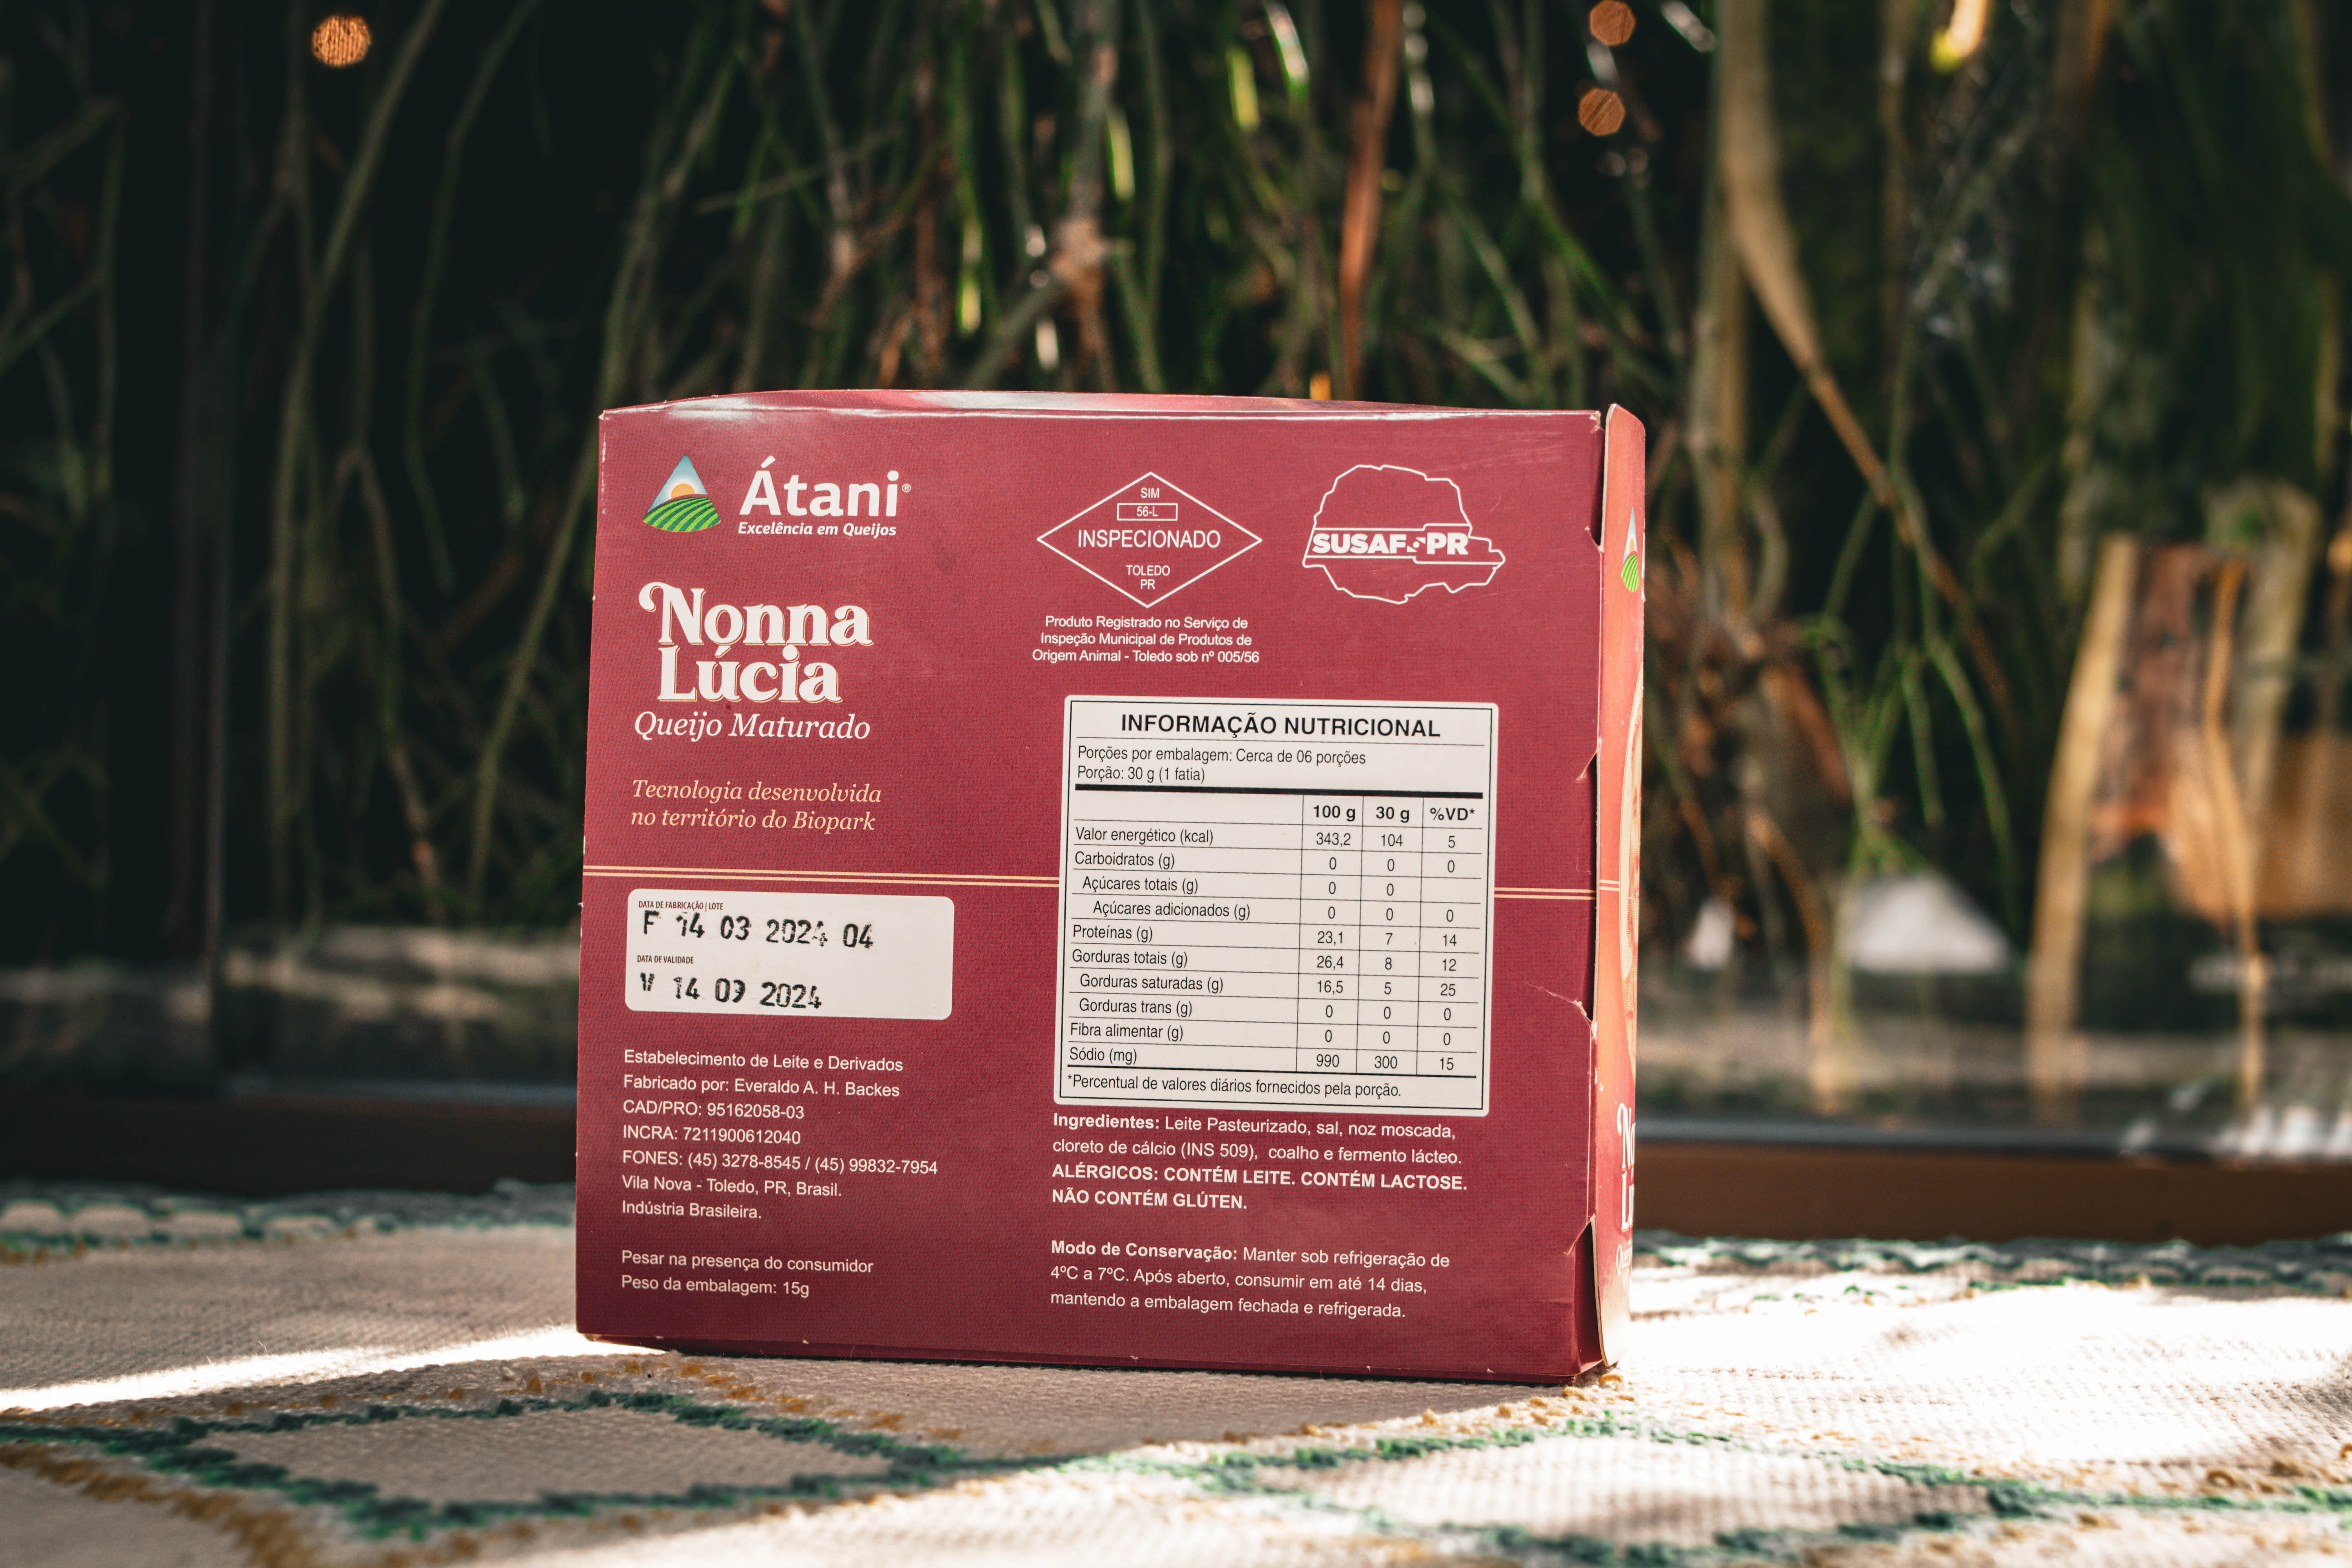 Átani®
Excelência em Queijos
Nonna
Lúcia
Queijo Maturado
Tecnologia desenvolvida
no território do Biopark
DATA DE FABRICAÇÃO | LOTE
F 14 03 2024 04
DATA DE VALIDADE
V 14 09 2024
Estabelecimento de Leite e Derivados
Fabricado por: Everaldo A. H. Backes
CAD/PRO: 95162058-03
INCRA: 7211900612040
FONES: (45) 3278-8545 / (45) 99832-7954
Vila Nova - Toledo, PR, Brasil.
Indústria Brasileira.
Pesar na presença do consumidor
Peso da embalagem: 15g
SIM
56-L
INSPECIONADO
TOLEDO
PR
Produto Registrado no Serviço de
Inspeção Municipal de Produtos de
Origem Animal - Toledo sob nº 005/56
SUSAF-PR
INFORMAÇÃO NUTRICIONAL
Porções por embalagem: Cerca de 06 porções
Porção: 30 g (1 fatia)
100 g 30 g %VD*
Valor energético (kcal) 343,2 104 5
Carboidratos (g) 0 0 0
Açúcares totais (g) 0 0
Açúcares adicionados (g) 0 0 0
Proteínas (g) 23,1 7 14
Gorduras totais (g) 26,4 8 12
Gorduras saturadas (g) 16,5 5 25
Gorduras trans (g) 0 0 0
Fibra alimentar (g) 0 0 0
Sódio (mg) 990 300 15
*Percentual de valores diários fornecidos pela porção.
Ingredientes: Leite Pasteurizado, sal, noz moscada,
cloreto de cálcio (INS 509), coalho e fermento lácteo.
ALÉRGICOS: CONTÉM LEITE. CONTÉM LACTOSE.
NÃO CONTÉM GLÚTEN.
Modo de Conservação: Manter sob refrigeração de
4ºC a 7ºC. Após aberto, consumir em até 14 dias,
mantendo a embalagem fechada e refrigerada.